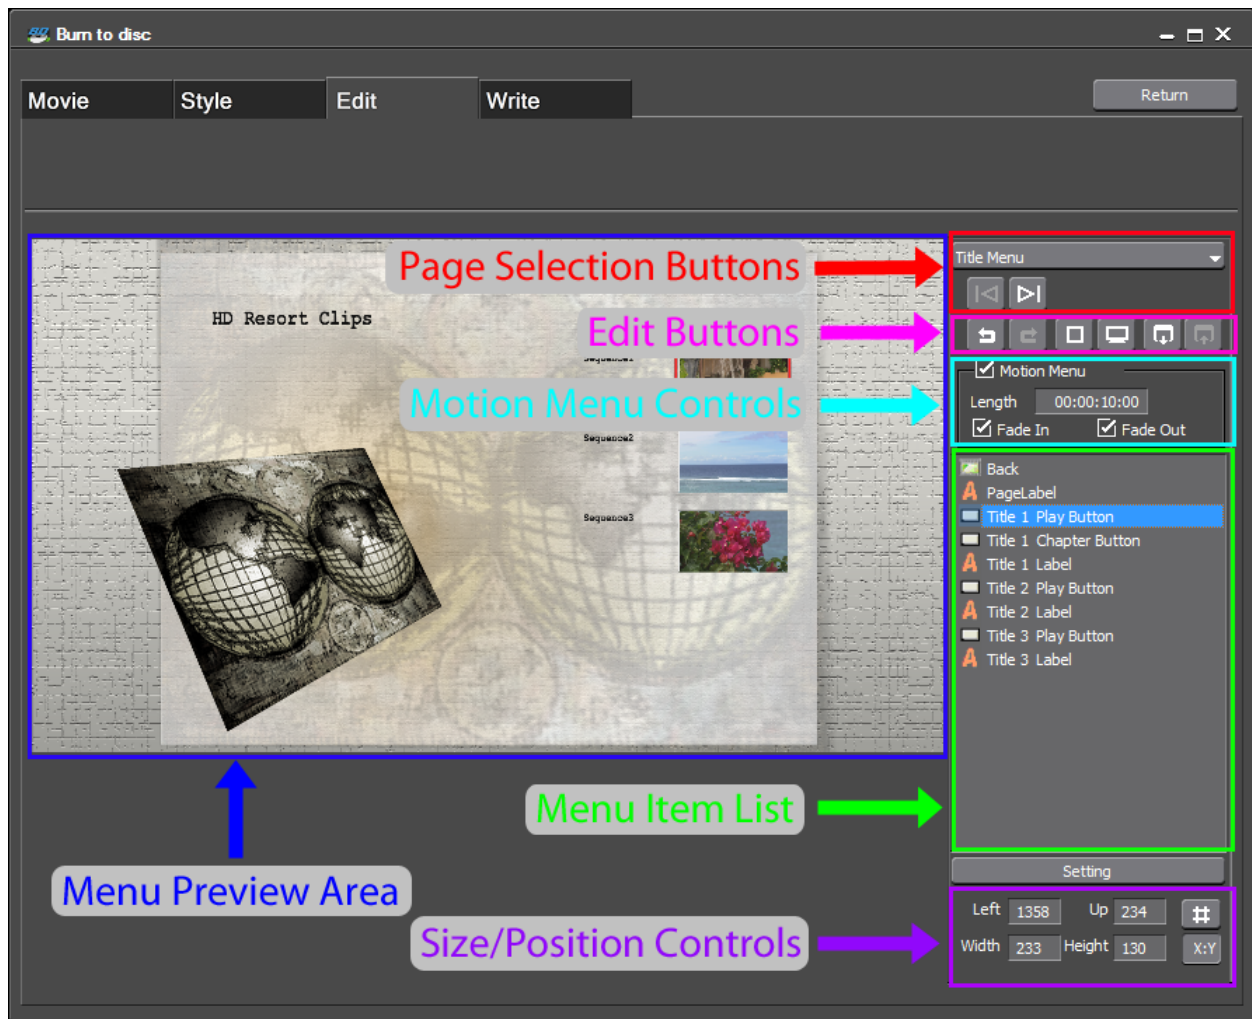 Burn to disc
Movie
Style
Edit
Write
Return
Page Selection Buttons
Title Menu
HD Resort Clips
Edit Buttons
Sequence1
Motion Menu
Motion Menu Controls
Length 00:00:10:00
Fade In Fade Out
Sequence2
Back
PageLabel
Title 1 Play Button
Sequence3
Title 1 Chapter Button
Title 1 Label
Title 2 Play Button
Title 2 Label
Title 3 Play Button
Title 3 Label
Menu Item List
Menu Preview Area
Setting
Left 1358 Up 234
Size/Position Controls
Width 233 Height 130 X:Y